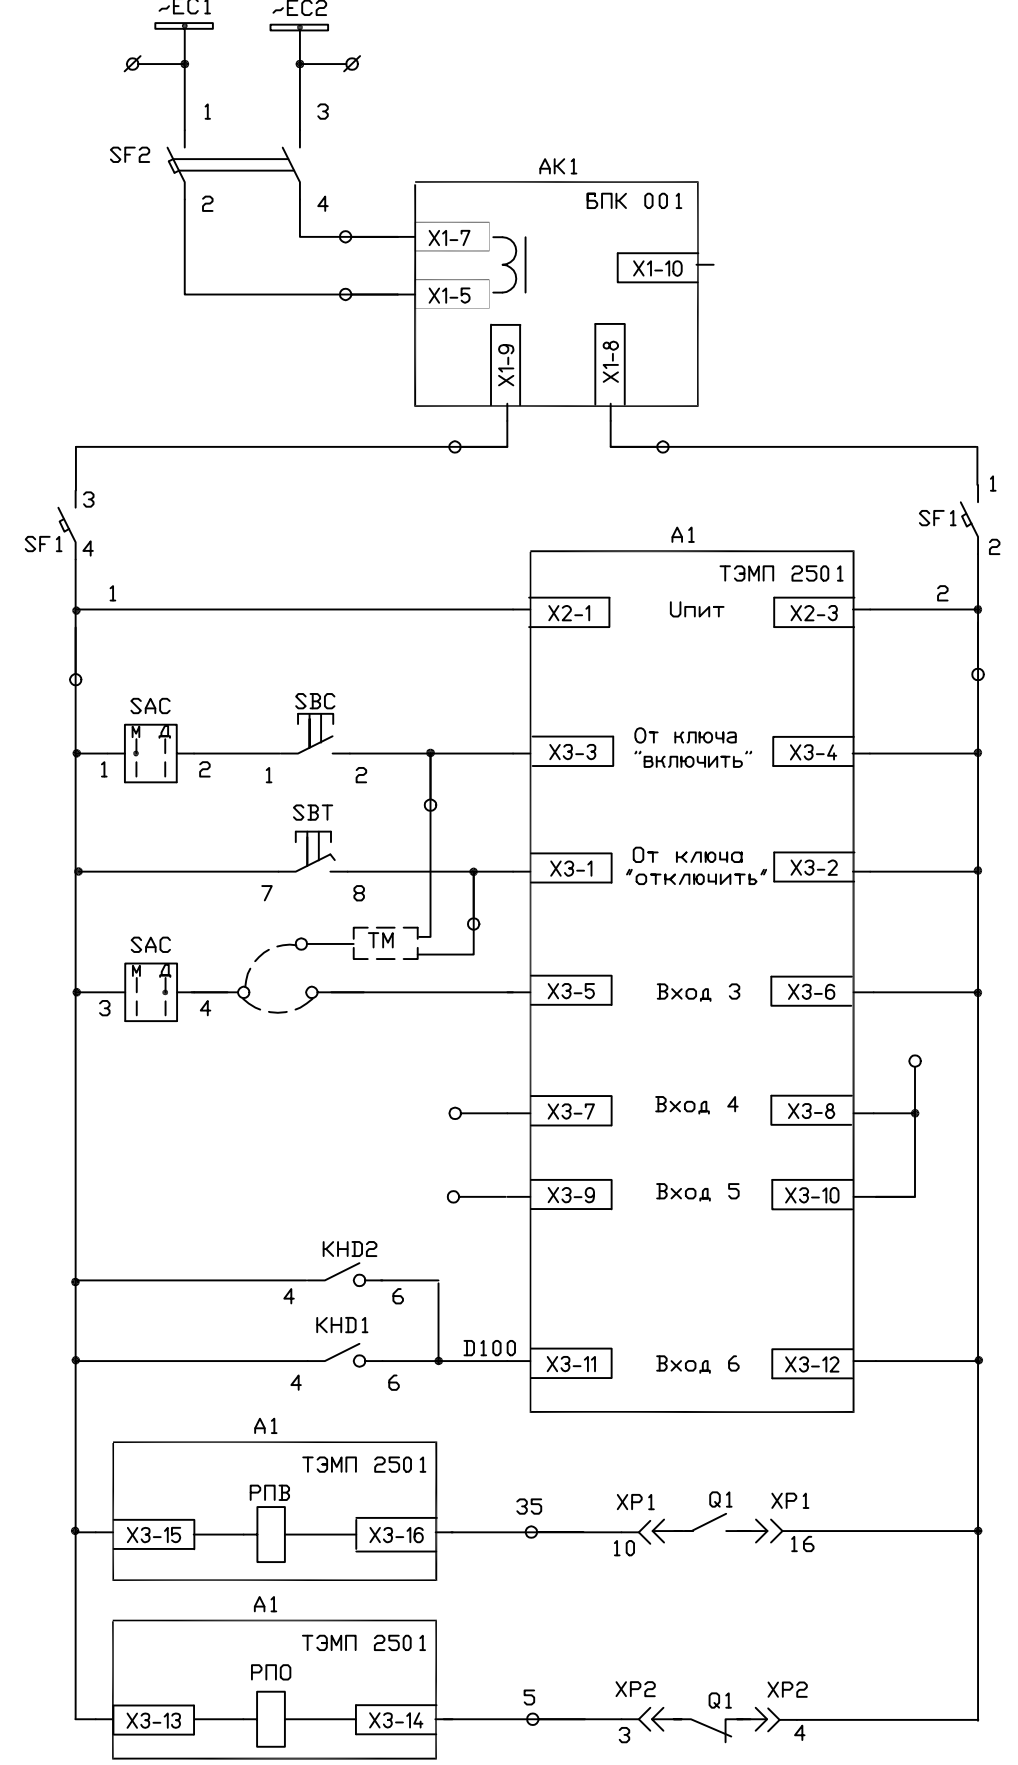 ~EC1 ~EC2
1 3
SF2
2 4
АК1
БПК 001
X1-7
X1-10
X1-5
X1-9 X1-8
3 1
SF1 4 SF1 2
А1
ТЭМП 2501
1 X2-1 Uпит X2-3 2
SAC SBC
М Д
1 2 1 2 X3-3 От ключа X3-4
"включить"
SBT
7 8 X3-1 От ключа X3-2
"отключить"
SAC ТМ
М Д
3 4 X3-5 Вход 3 X3-6
X3-7 Вход 4 X3-8
X3-9 Вход 5 X3-10
KHD2
4 6
KHD1
4 6 D100 X3-11 Вход 6 X3-12
А1
ТЭМП 2501
РПВ 35 XP1 Q1 XP1
X3-15 X3-16 10 16
А1
ТЭМП 2501
РПО 5 XP2 Q1 XP2
X3-13 X3-14 3 4